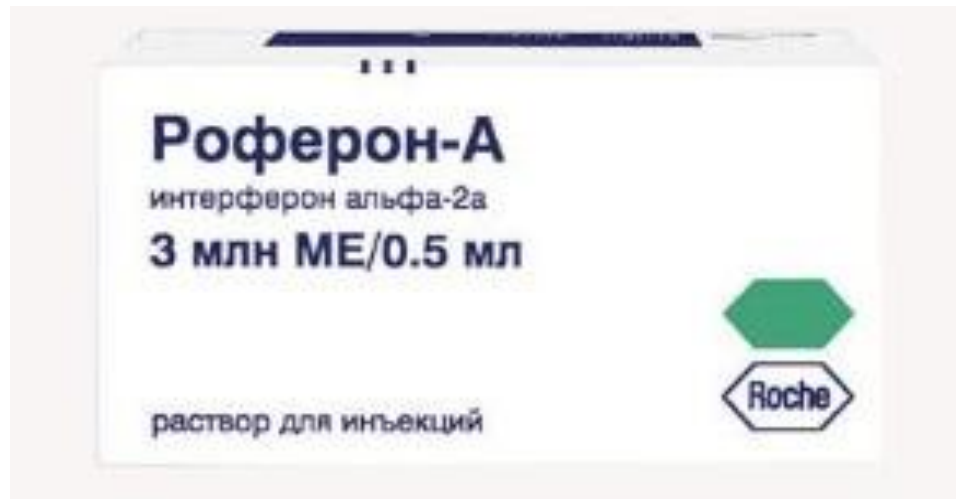 Роферон-А
интерферон альфа-2а
3 млн МЕ/0.5 мл
Roche
раствор для инъекций